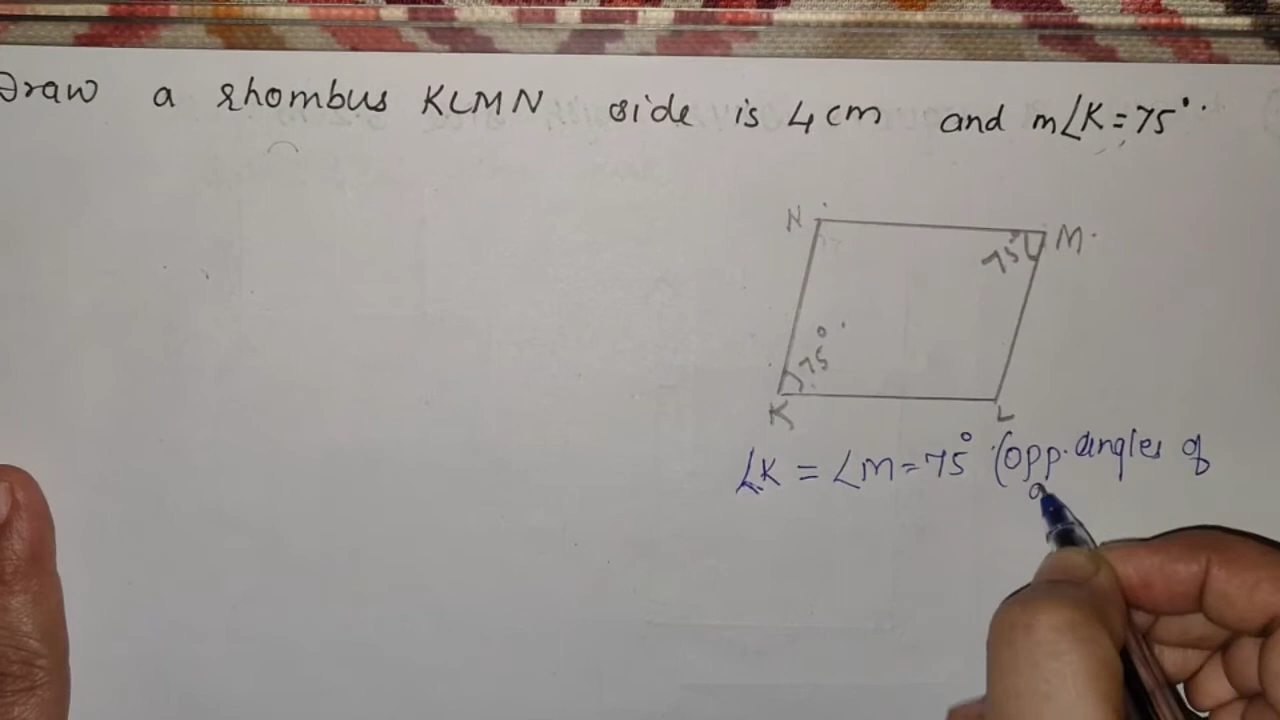 Draw a rhombus KLMN side is 4cm and m∠K=75°.
N
M
75°
75°
K
L
∠K = ∠M=75° (opp. angles of
a